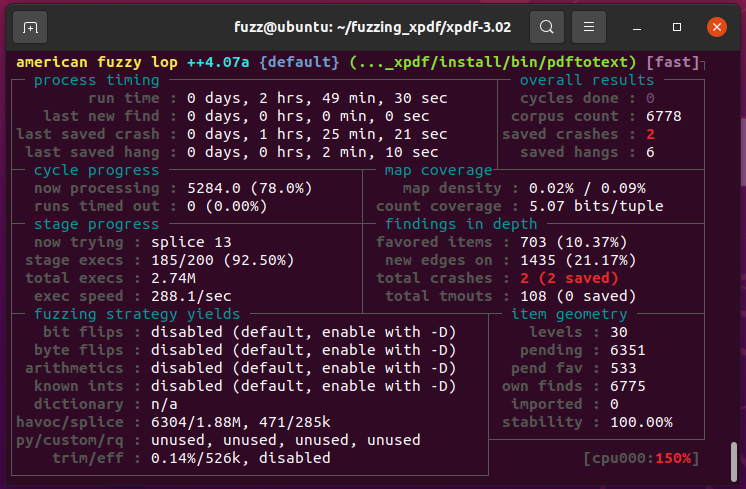 fuzz@ubuntu: ~/fuzzing_xpdf/xpdf-3.02
american fuzzy lop ++4.07a {default} (..._xpdf/install/bin/pdftotext) [fast]
process timing overall results
run time : 0 days, 2 hrs, 49 min, 30 sec cycles done : 0
last new find : 0 days, 0 hrs, 0 min, 0 sec corpus count : 6778
last saved crash : 0 days, 1 hrs, 25 min, 21 sec saved crashes : 2
last saved hang : 0 days, 0 hrs, 2 min, 10 sec saved hangs : 6
cycle progress map coverage
now processing : 5284.0 (78.0%) map density : 0.02% / 0.09%
runs timed out : 0 (0.00%) count coverage : 5.07 bits/tuple
stage progress findings in depth
now trying : splice 13 favored items : 703 (10.37%)
stage execs : 185/200 (92.50%) new edges on : 1435 (21.17%)
total execs : 2.74M total crashes : 2 (2 saved)
exec speed : 288.1/sec total tmouts : 108 (0 saved)
fuzzing strategy yields item geometry
bit flips : disabled (default, enable with -D) levels : 30
byte flips : disabled (default, enable with -D) pending : 6351
arithmetics : disabled (default, enable with -D) pend fav : 533
known ints : disabled (default, enable with -D) own finds : 6775
dictionary : n/a imported : 0
havoc/splice : 6304/1.88M, 471/285k stability : 100.00%
py/custom/rq : unused, unused, unused, unused
trim/eff : 0.14%/526k, disabled [cpu000:150%]